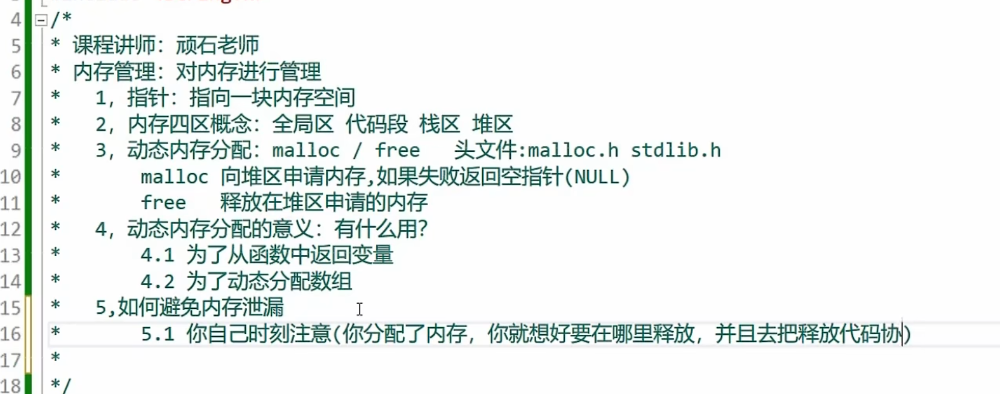 4 /*
5 * 课程讲师：顽石老师
6 * 内存管理：对内存进行管理
7 * 1, 指针：指向一块内存空间
8 * 2, 内存四区概念：全局区 代码段 栈区 堆区
9 * 3, 动态内存分配：malloc / free 头文件:malloc.h stdlib.h
10 * malloc 向堆区申请内存,如果失败返回空指针(NULL)
11 * free 释放在堆区申请的内存
12 * 4, 动态内存分配的意义：有什么用?
13 * 4.1 为了从函数中返回变量
14 * 4.2 为了动态分配数组
15 * 5,如何避免内存泄漏
16 * 5.1 你自己时刻注意(你分配了内存, 你就想好要在哪里释放, 并且去把释放代码协)
17 *
18 */